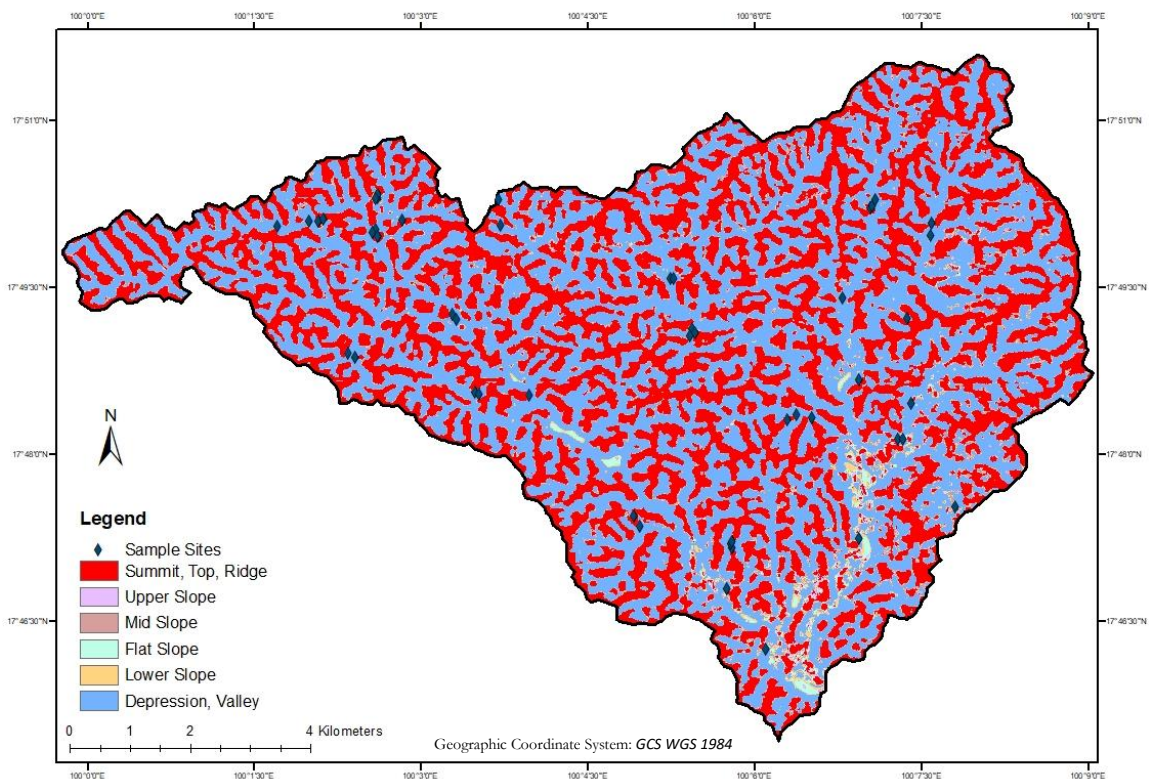 100°0'0"E 100°1'30"E 100°3'0"E 100°4'30"E 100°6'0"E 100°7'30"E 100°9'0"E
17°51'0"N 17°51'0"N
17°49'30"N 17°49'30"N
N
17°48'0"N 17°48'0"N
Legend
Sample Sites
Summit, Top, Ridge
Upper Slope
Mid Slope
17°46'30"N 17°46'30"N
Flat Slope
Lower Slope
Depression, Valley
0 1 2 4 Kilometers
Geographic Coordinate System: GCS WGS 1984
100°0'0"E 100°1'30"E 100°3'0"E 100°4'30"E 100°6'0"E 100°7'30"E 100°9'0"E